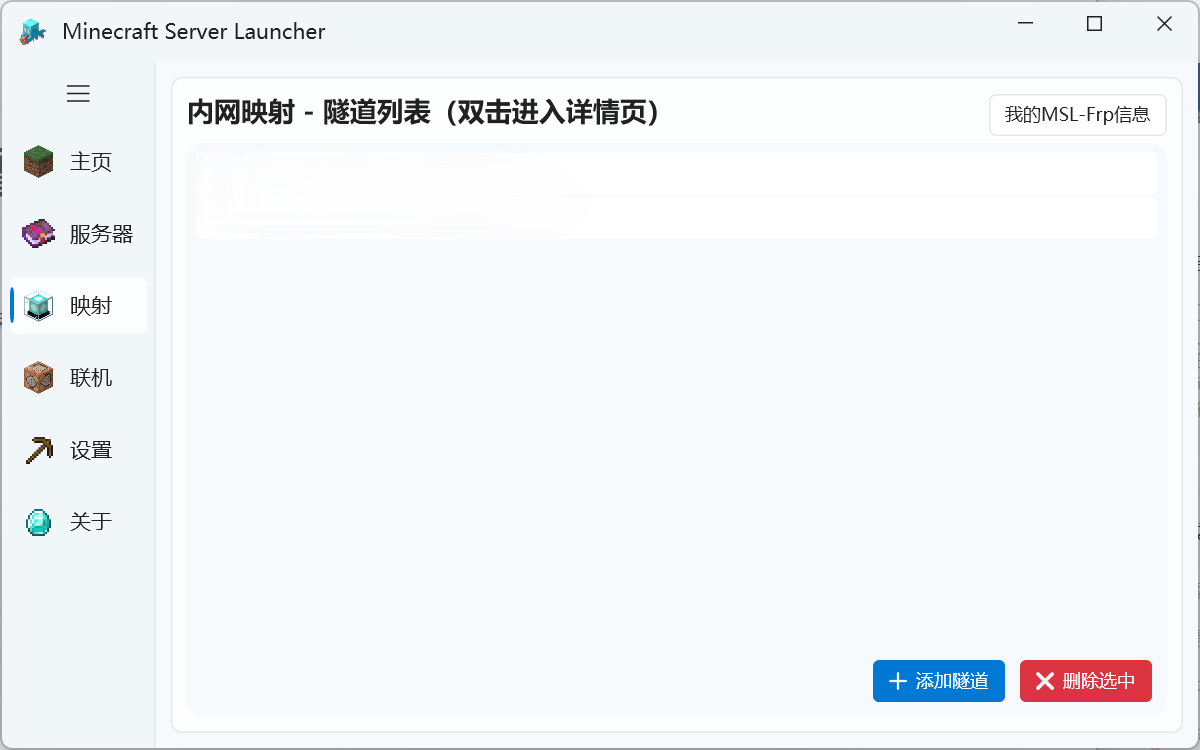 Minecraft Server Launcher
内网映射 - 隧道列表（双击进入详情页）
我的MSL-Frp信息
主页
服务器
映射
联机
设置
关于
添加隧道
删除选中